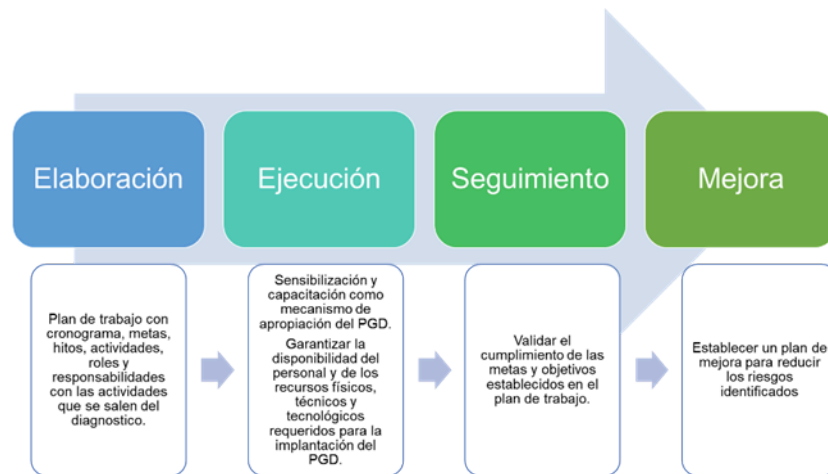 Elaboración
Ejecución
Seguimiento
Mejora
Plan de trabajo con
cronograma, metas,
hitos, actividades,
roles y
responsabilidades
con las actividades
que se salen del
diagnostico.
Sensibilización y
capacitación como
mecanismo de
apropiación del PGD.
Garantizar la
disponibilidad del
personal y de los
recursos físicos,
técnicos y
tecnológicos
requeridos para la
implantación del
PGD.
Validar el
cumplimiento de las
metas y objetivos
establecidos en el
plan de trabajo.
Establecer un plan de
mejora para reducir
los riesgos
identificados